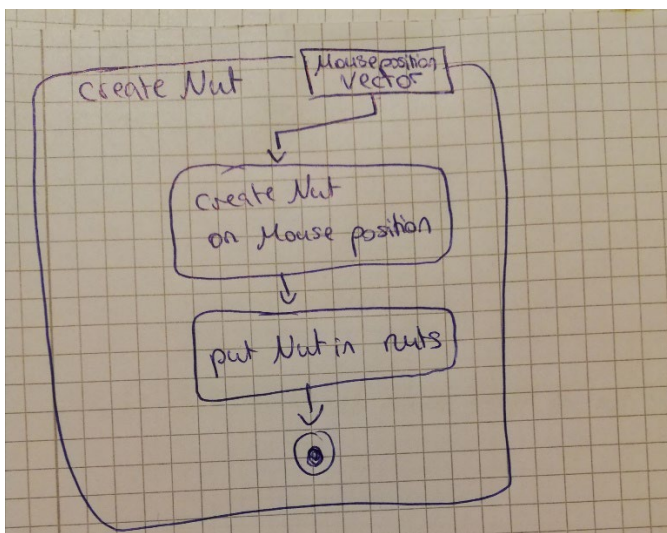 create Nut
Mouseposition
Vector
create Nut
on Mouse position
put Nut in nuts